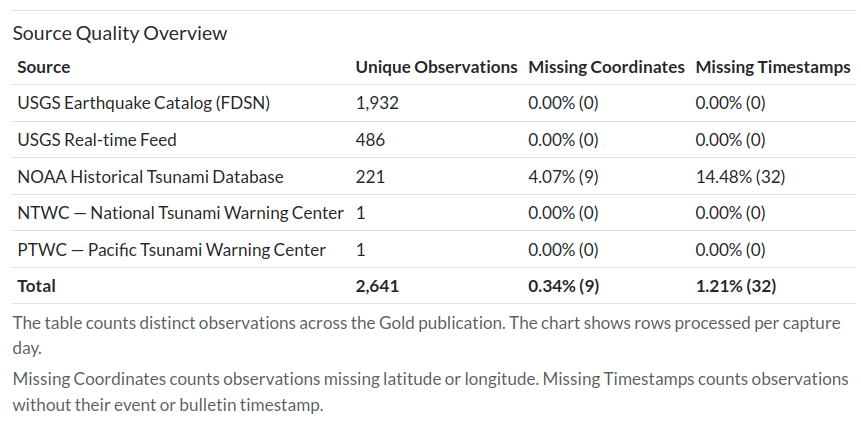 Source Quality Overview
Source Unique Observations Missing Coordinates Missing Timestamps
USGS Earthquake Catalog (FDSN) 1,932 0.00% (0) 0.00% (0)
USGS Real-time Feed 486 0.00% (0) 0.00% (0)
NOAA Historical Tsunami Database 221 4.07% (9) 14.48% (32)
NTWC — National Tsunami Warning Center 1 0.00% (0) 0.00% (0)
PTWC — Pacific Tsunami Warning Center 1 0.00% (0) 0.00% (0)
Total 2,641 0.34% (9) 1.21% (32)
The table counts distinct observations across the Gold publication. The chart shows rows processed per capture
day.
Missing Coordinates counts observations missing latitude or longitude. Missing Timestamps counts observations
without their event or bulletin timestamp.